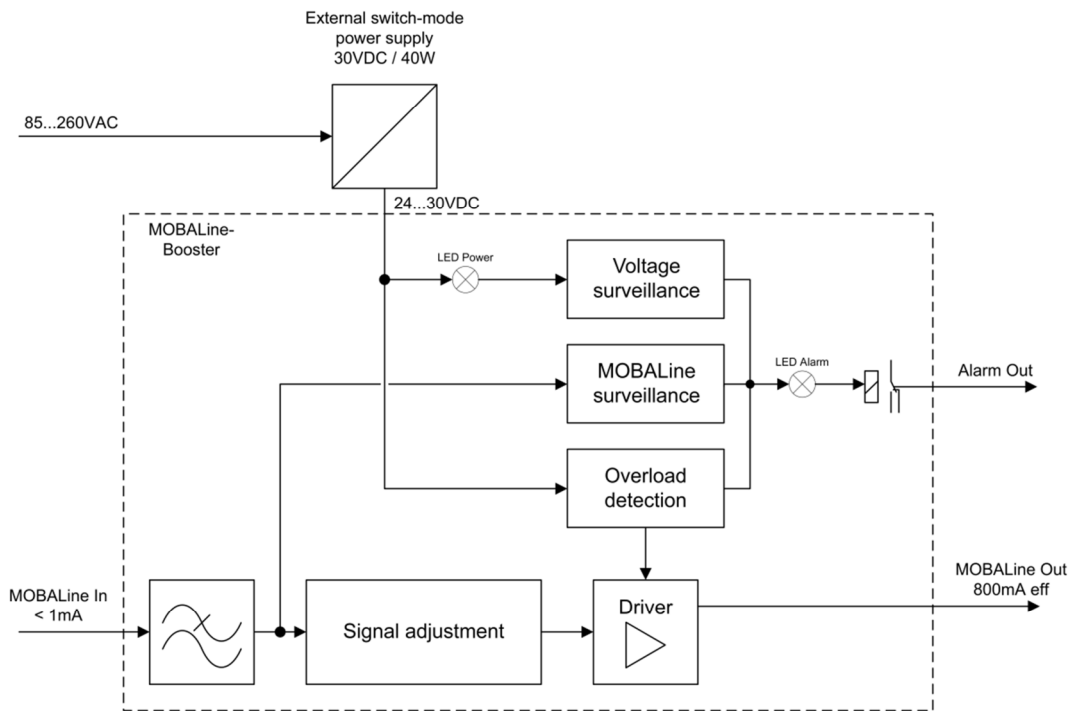 External switch-mode
power supply
30VDC / 40W
85...260VAC
24...30VDC
MOBALine-
Booster
LED Power
Voltage
surveillance
MOBALine
surveillance
LED Alarm
Alarm Out
Overload
detection
MOBALine In
< 1mA
Signal adjustment
Driver
MOBALine Out
800mA eff